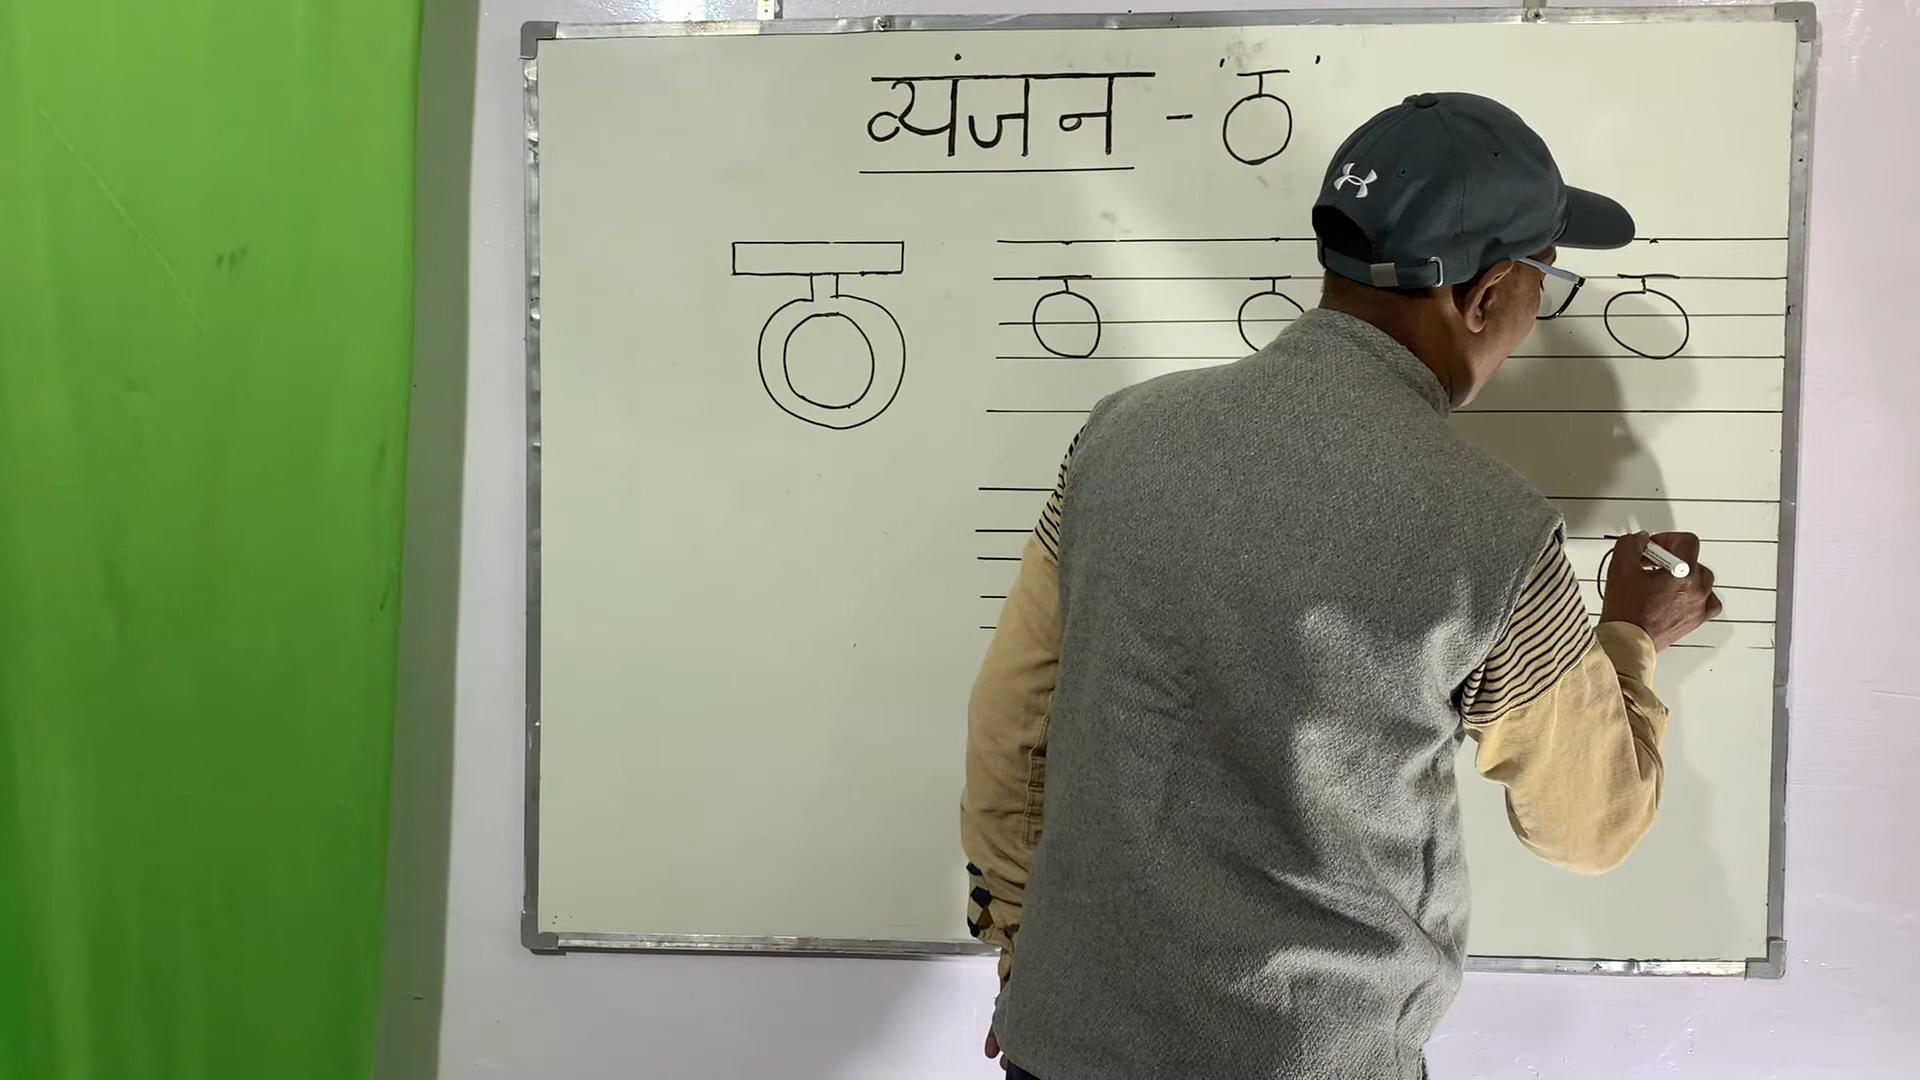 व्यंजन - 'ठ'
ठ
ठ ठ ठ